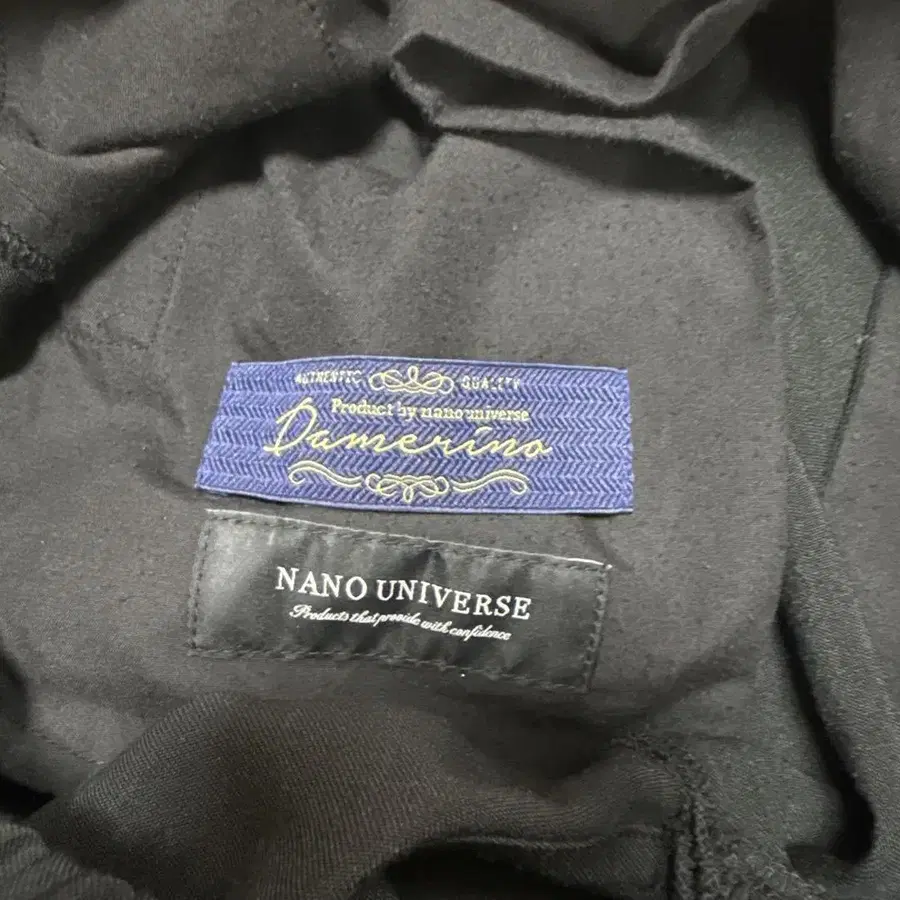 AUTHENTIC QUALITY
Product by nano universe
Damerino
NANO UNIVERSE
Products that provide with confidence